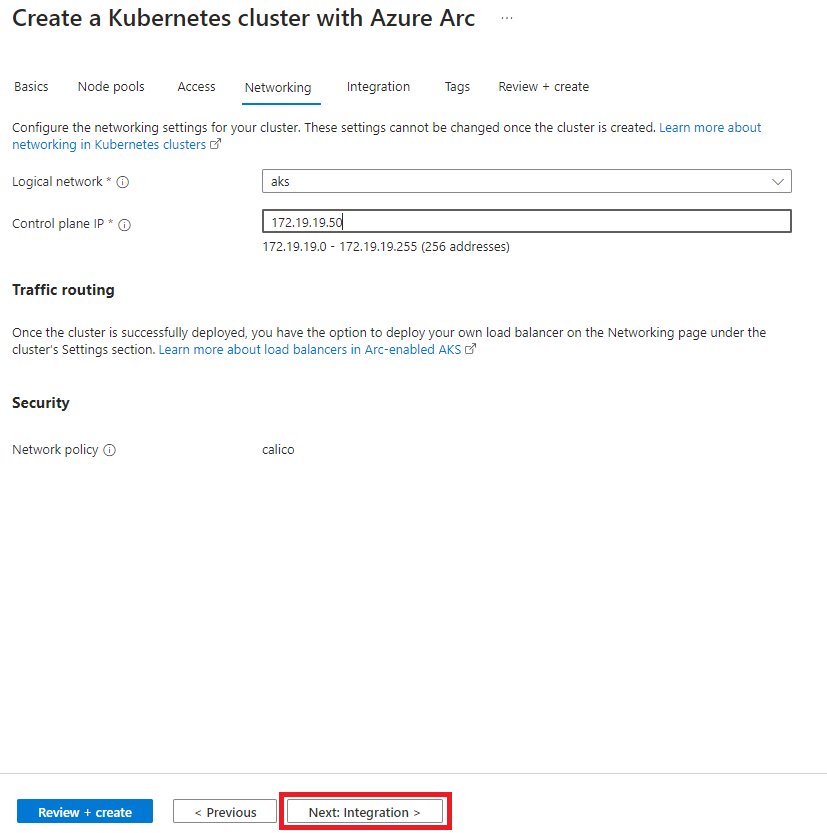 Create a Kubernetes cluster with Azure Arc ...
Basics Node pools Access Networking Integration Tags Review + create
Configure the networking settings for your cluster. These settings cannot be changed once the cluster is created. Learn more about
networking in Kubernetes clusters
Logical network * aks
Control plane IP * 172.19.19.50
172.19.19.0 - 172.19.19.255 (256 addresses)
Traffic routing
Once the cluster is successfully deployed, you have the option to deploy your own load balancer on the Networking page under the
cluster's Settings section. Learn more about load balancers in Arc-enabled AKS
Security
Network policy calico
Review + create < Previous Next: Integration >